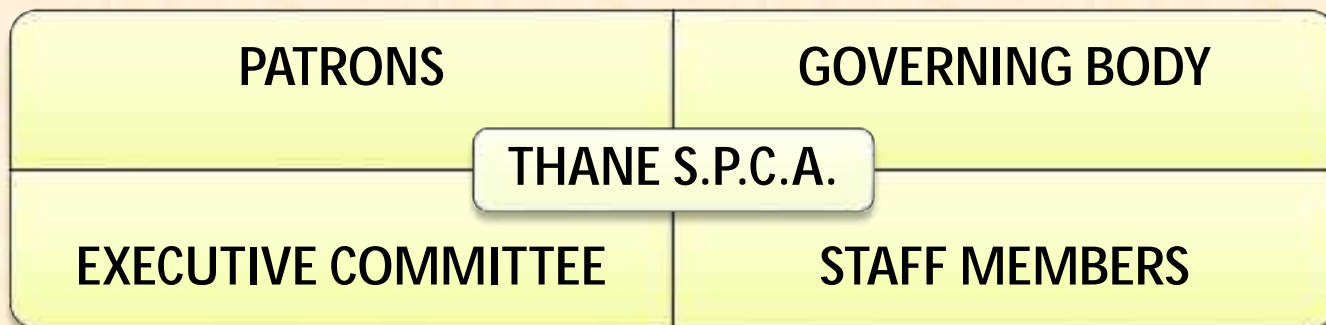 PATRONS
GOVERNING BODY
THANE S.P.C.A.
EXECUTIVE COMMITTEE
STAFF MEMBERS